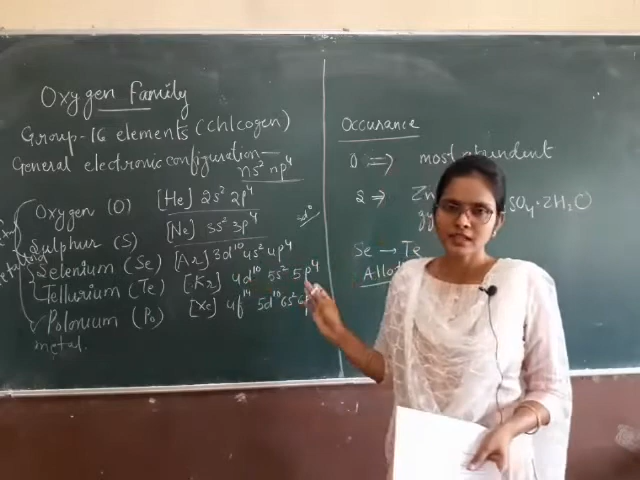 Oxygen Family
Group-16 elements (chlcogen)
General electronic configuration—
ns² np⁴
Oxygen (O) [He] 2s² 2p⁴
Sulphur (S) [Ne] 3s² 3p⁴
Selenium (Se) [Ar] 3d¹⁰ 4s² 4p⁴
Tellurium (Te) [Kr] 4d¹⁰ 5s² 5p⁴
Polonium (Po) [Xe] 4f¹⁴ 5d¹⁰ 6s² 6p
metal.
Occurance
O ⇒ most abundent
S → Zn
gy SO₄·2H₂O
Se → Te
Allot